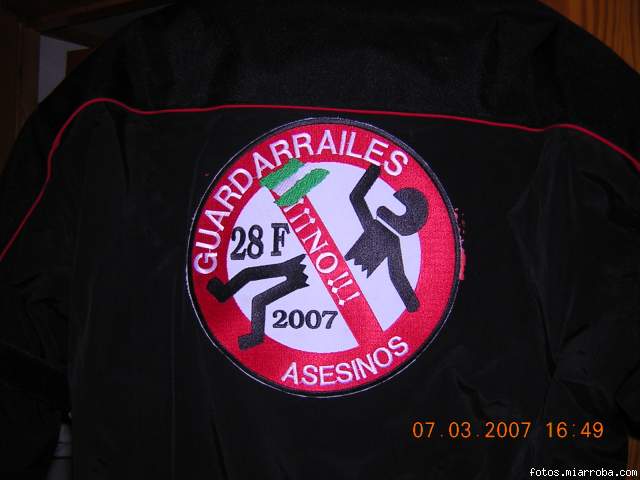 GUARDARRAILES
28 F
¡¡¡NO!!!
2007
ASESINOS
07.03.2007 16:49
fotos.miarroba.com